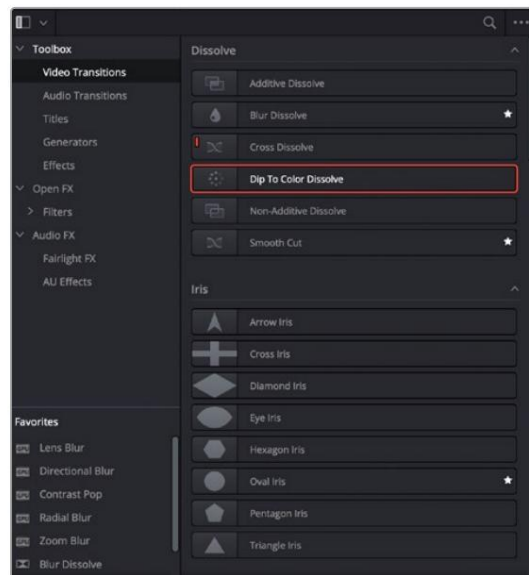 Toolbox
Video Transitions
Audio Transitions
Titles
Generators
Effects
Open FX
Filters
Audio FX
Fairlight FX
AU Effects
Favorites
Lens Blur
Directional Blur
Contrast Pop
Radial Blur
Zoom Blur
Blur Dissolve
Dissolve
Additive Dissolve
Blur Dissolve
Cross Dissolve
Dip To Color Dissolve
Non-Additive Dissolve
Smooth Cut
Iris
Arrow Iris
Cross Iris
Diamond Iris
Eye Iris
Hexagon Iris
Oval Iris
Pentagon Iris
Triangle Iris